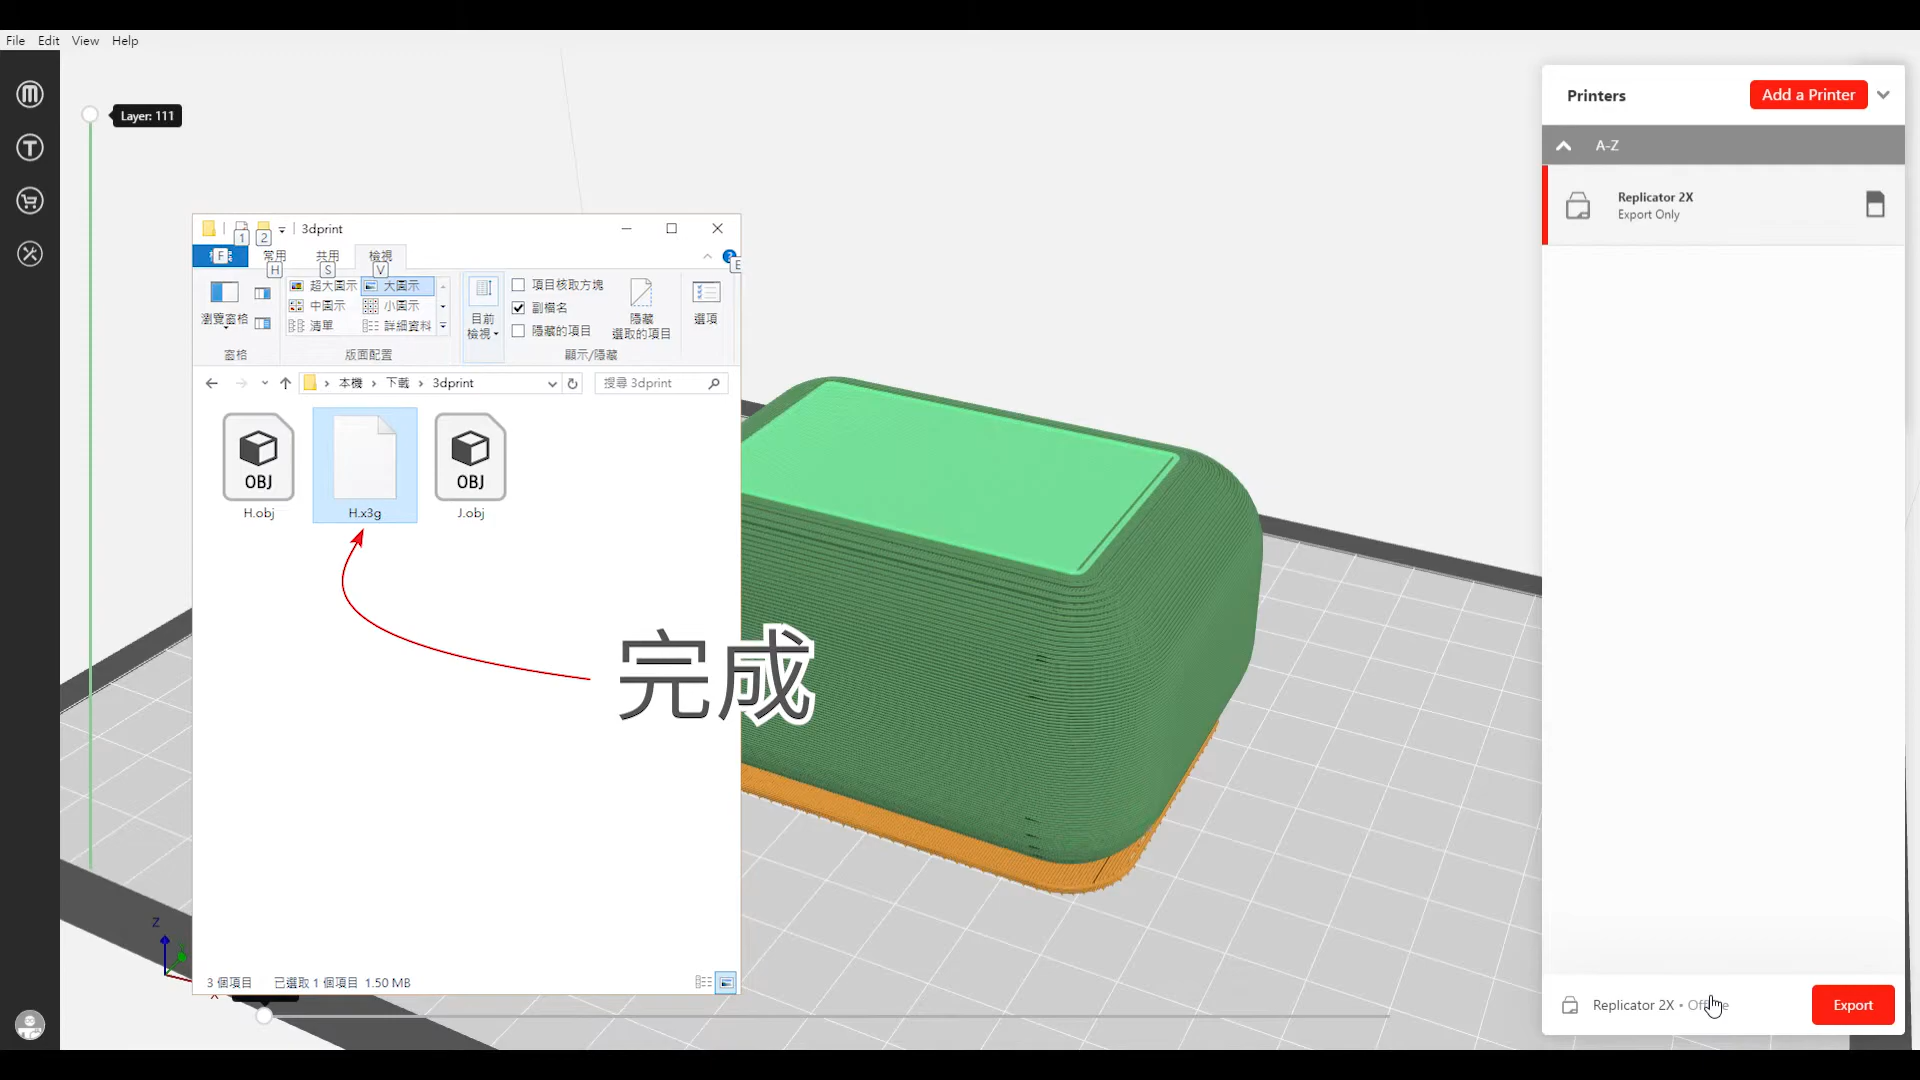 File Edit View Help
Layer: 111
Printers Add a Printer
A-Z
Replicator 2X
Export Only
3dprint
1 2
F 常用 共用 檢視
H S V E
瀏覽窗格
超大圖示 大圖示
中圖示 小圖示
清單 詳細資料
窗格 版面配置
目前
檢視
項目核取方塊
副檔名
隱藏的項目
隱藏
選取的項目
選項
顯示/隱藏
本機 下載 3dprint
搜尋 3dprint
OBJ OBJ
H.obj H.x3g J.obj
完成
3 個項目 已選取 1 個項目 1.50 MB
Z
X
Replicator 2X •
Export